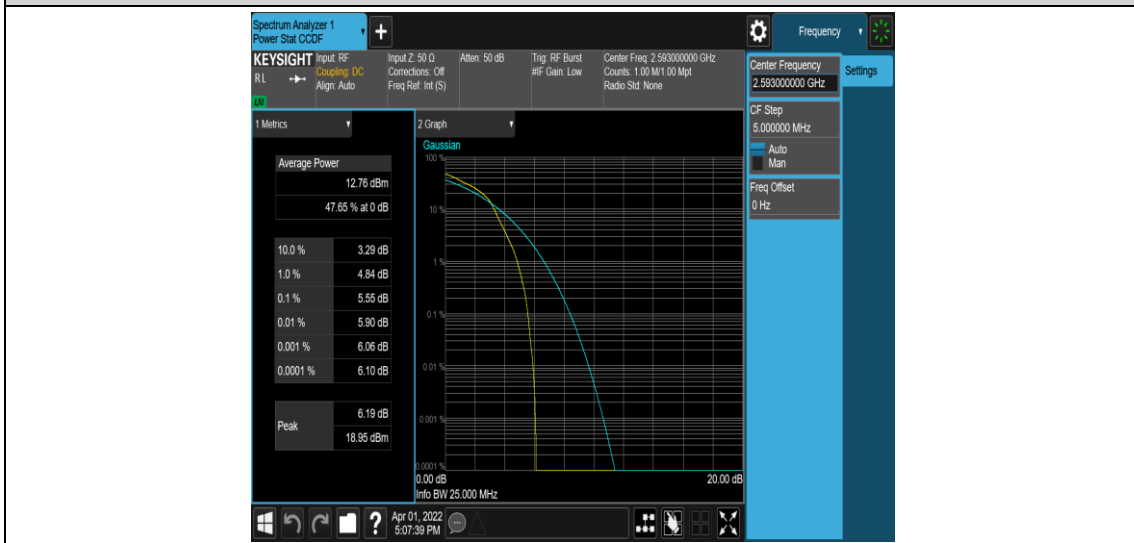 Spectrum Analyzer 1
Power Stat CCDF
+
Frequency
KEYSIGHT
RL
LXI
Input: RF
Coupling: DC
Align: Auto
Input Z: 50 Ω
Corrections: Off
Freq Ref: Int (S)
Atten: 50 dB
Trig: RF Burst
#IF Gain: Low
Center Freq: 2.593000000 GHz
Counts: 1.00 M/1.00 Mpt
Radio Std: None
Center Frequency
2.593000000 GHz
Settings
CF Step
5.000000 MHz
Auto
Man
Freq Offset
0 Hz
1 Metrics
Average Power
12.76 dBm
47.65 % at 0 dB
10.0 % 3.29 dB
1.0 % 4.84 dB
0.1 % 5.55 dB
0.01 % 5.90 dB
0.001 % 6.06 dB
0.0001 % 6.10 dB
Peak
6.19 dB
18.95 dBm
2 Graph
Gaussian
100 %
10 %
1 %
0.1 %
0.01 %
0.001 %
0.0001 %
0.00 dB 20.00 dB
Info BW 25.000 MHz
?
Apr 01, 2022
5:07:39 PM